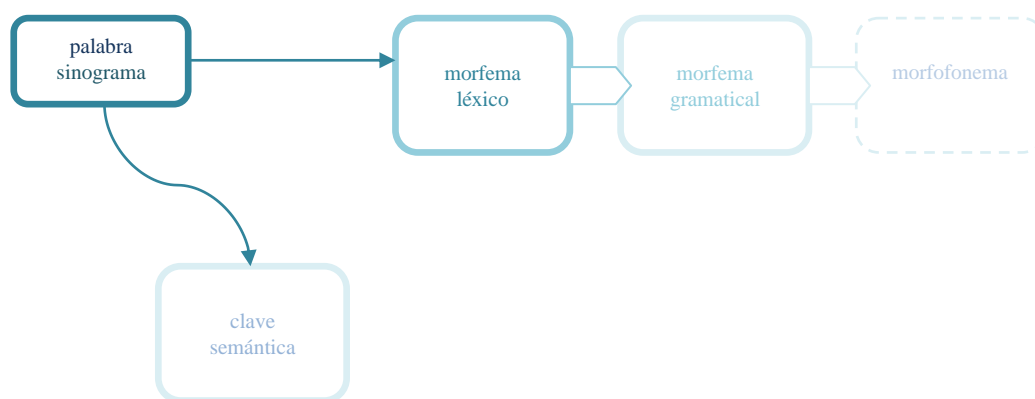 palabra
sinograma
morfema
léxico
morfema
gramatical
morfofonema
clave
semántica